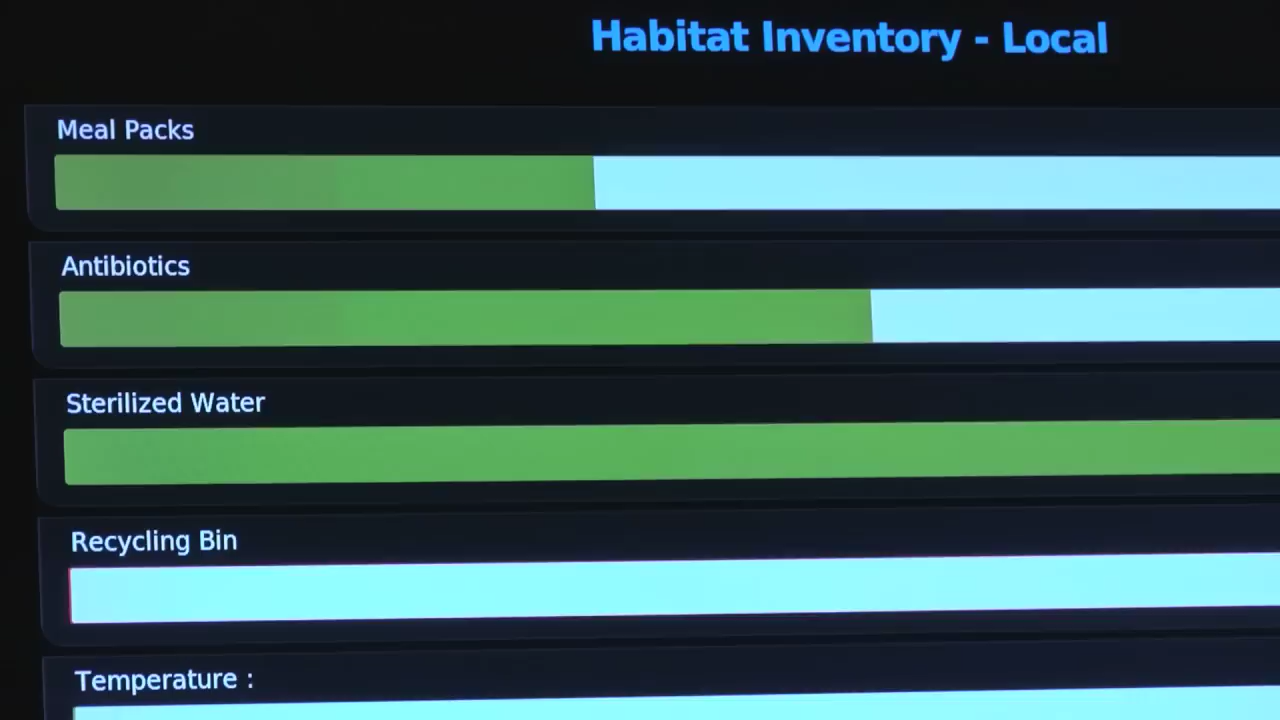 Habitat Inventory - Local
Meal Packs
Antibiotics
Sterilized Water
Recycling Bin
Temperature :